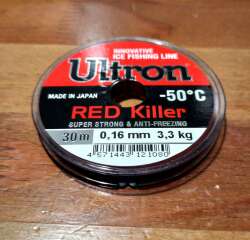 INNOVATIVE
ICE FISHING LINE
Ultron
MADE IN JAPAN
-50°C
RED Killer
SUPER STRONG & ANTI-FREEZING
30m 0,16 mm 3,3 kg
4 571443 121080